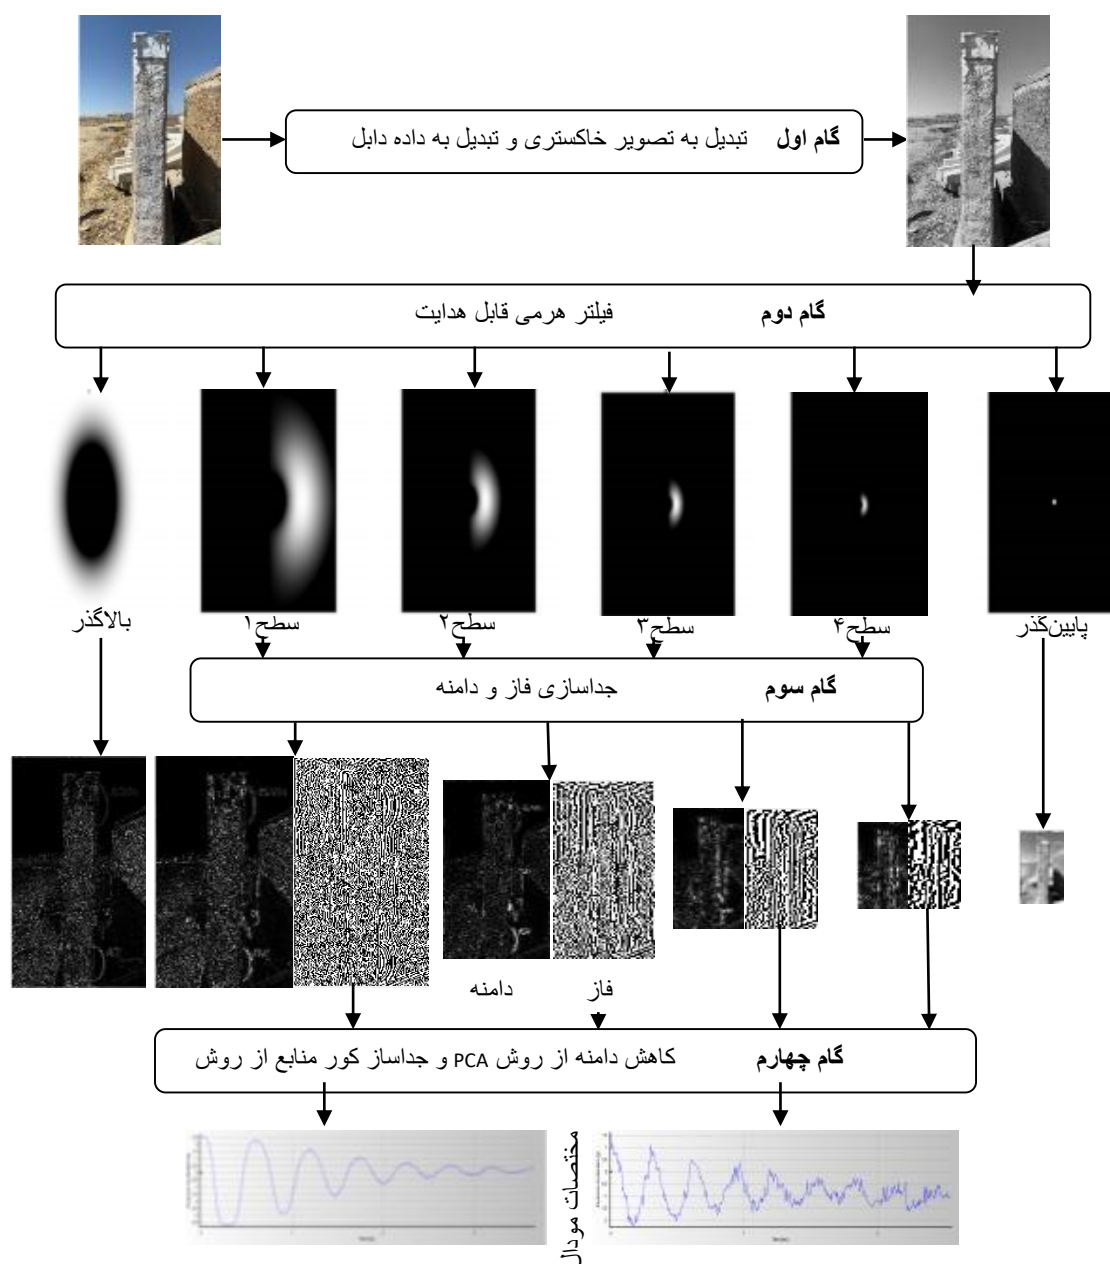 گام اول تبدیل به تصویر خاکستری و تبدیل به داده دابل
گام دوم فیلتر هرمی قابل هدایت
بالاگذر
سطح۱
سطح۲
سطح۳
سطح۴
پایین‌گذر
گام سوم جداسازی فاز و دامنه
دامنه
فاز
گام چهارم کاهش دامنه از روش PCA و جداساز کور منابع از روش
مختصات مودال